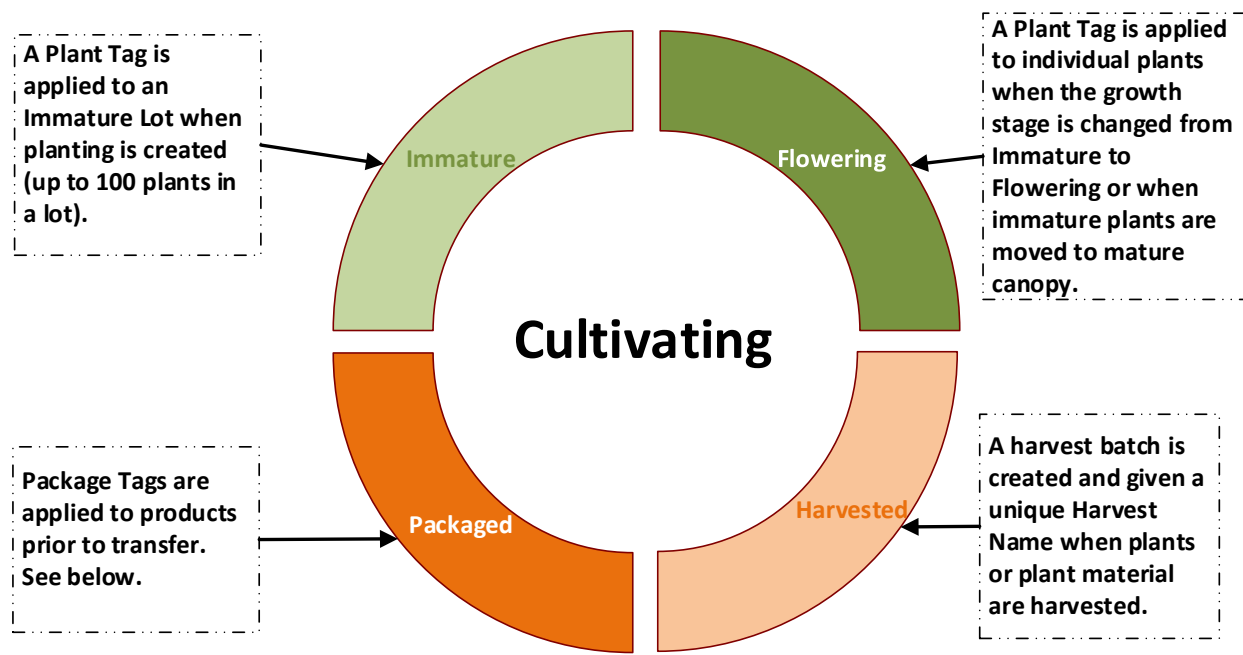 A Plant Tag is
applied to an
Immature Lot when
planting is created
(up to 100 plants in
a lot).
Immature
Flowering
A Plant Tag is applied
to individual plants
when the growth
stage is changed from
Immature to
Flowering or when
immature plants are
moved to mature
canopy.
Cultivating
Package Tags are
applied to products
prior to transfer.
See below.
Packaged
Harvested
A harvest batch is
created and given a
unique Harvest
Name when plants
or plant material
are harvested.